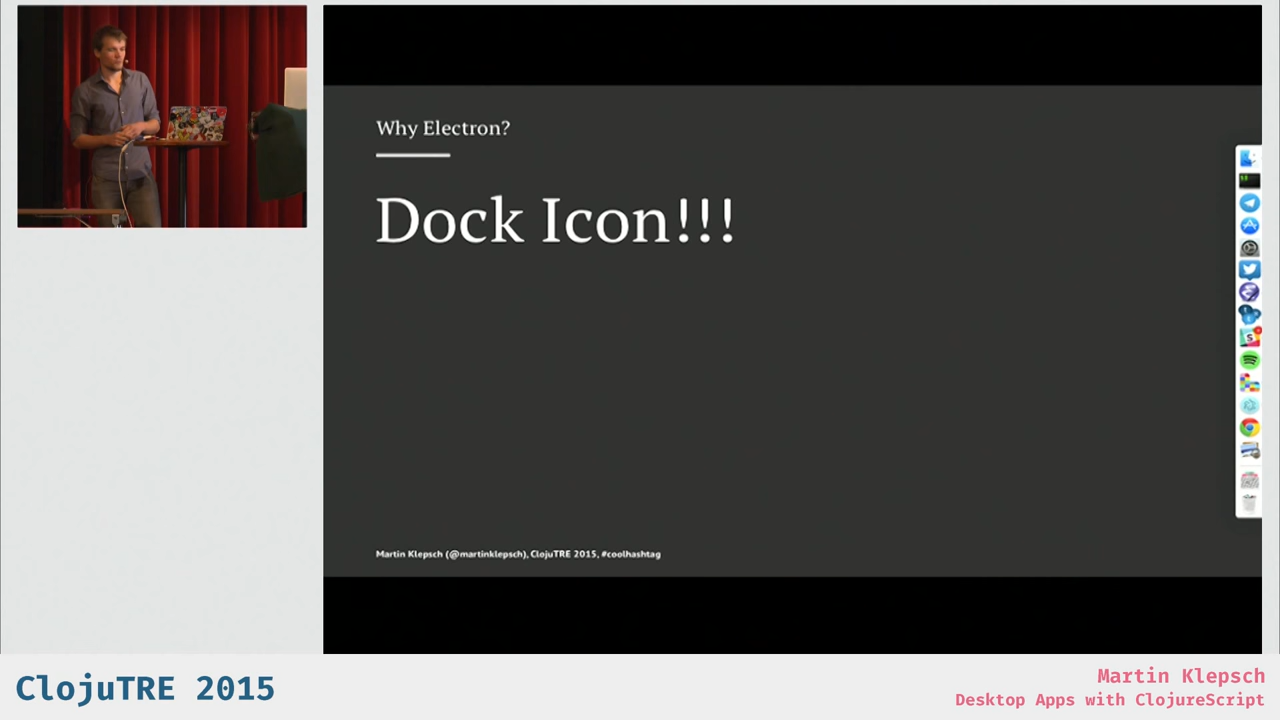 Why Electron?
Dock Icon!!!
Martin Klepsch (@martinklepsch), ClojuTRE 2015, #coolhashtag
ClojuTRE 2015
Martin Klepsch
Desktop Apps with ClojureScript